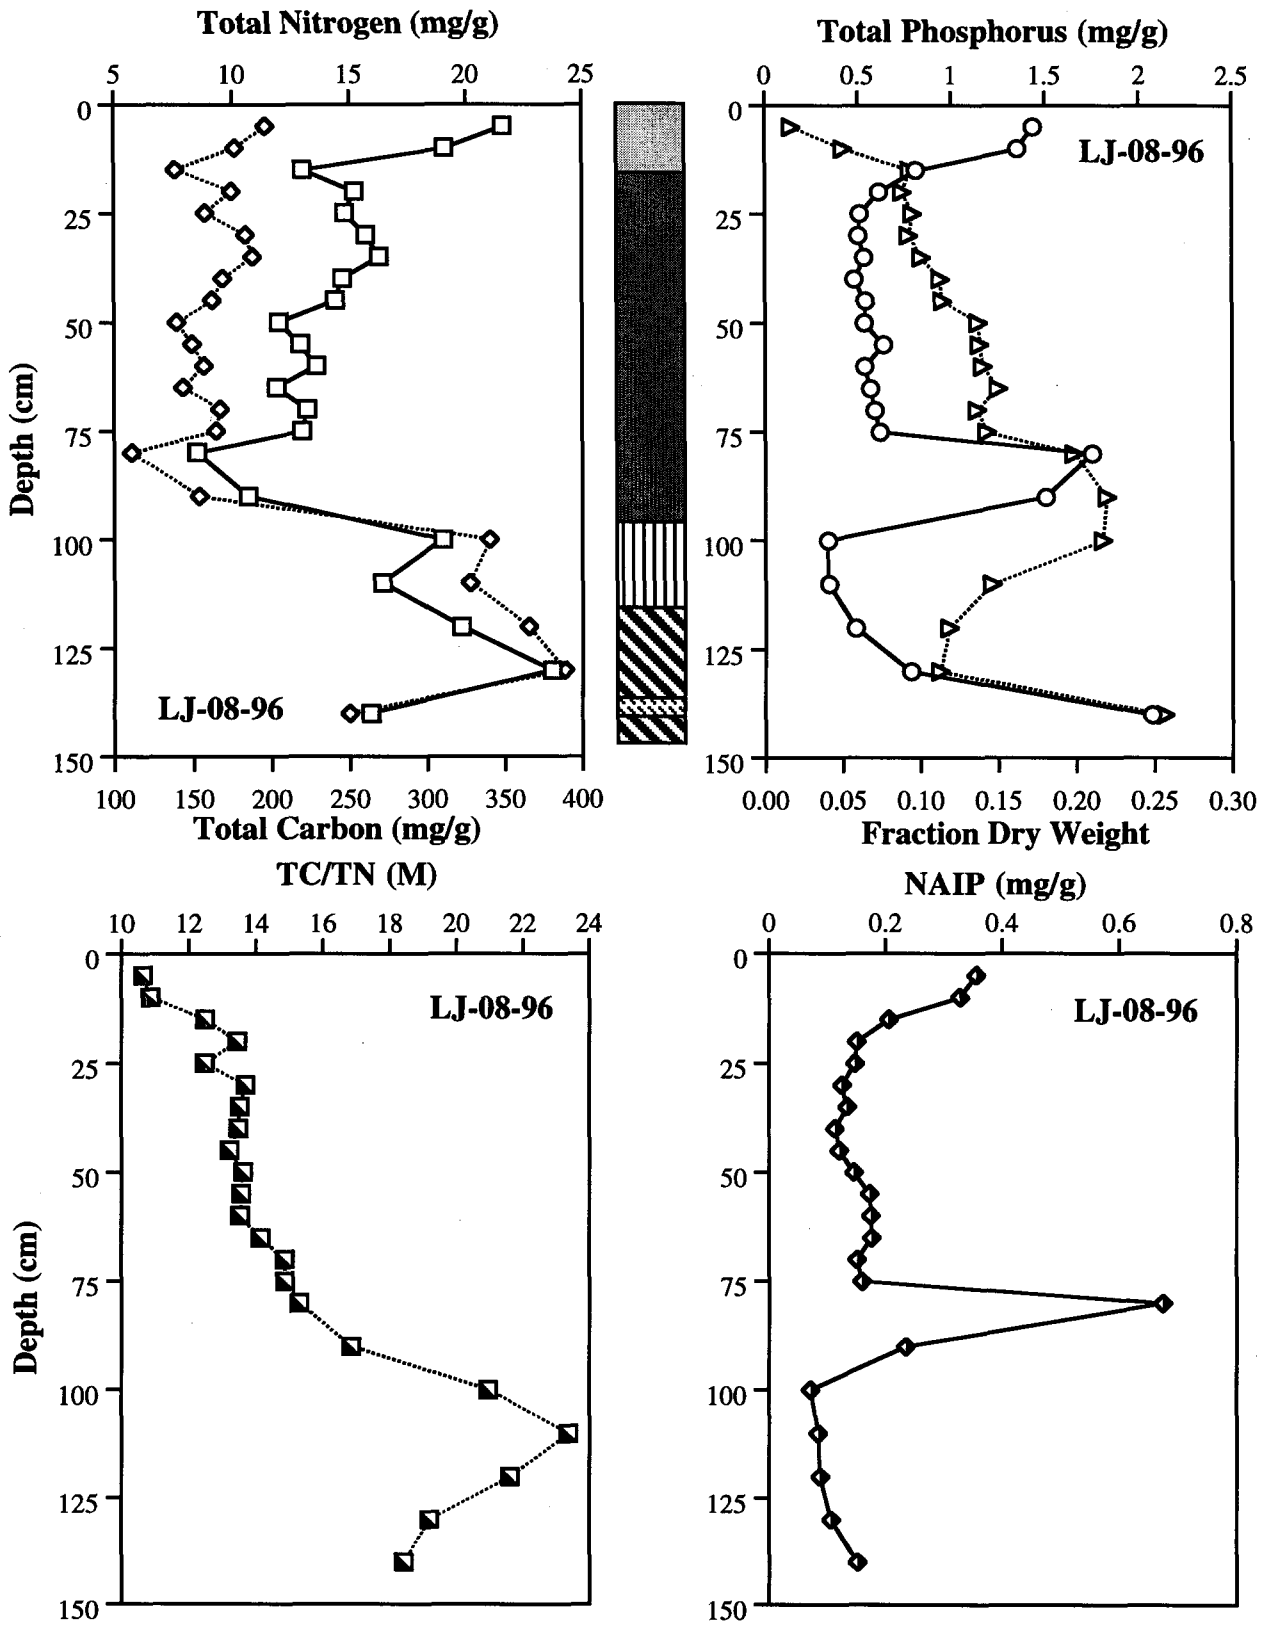 Total Nitrogen (mg/g)
5 10 15 20 25
0
25
50
75
100
125
150
Depth (cm)
LJ-08-96
100 150 200 250 300 350 400
Total Carbon (mg/g)
Total Phosphorus (mg/g)
0 0.5 1 1.5 2 2.5
0
25
50
75
100
125
150
LJ-08-96
0.00 0.05 0.10 0.15 0.20 0.25 0.30
Fraction Dry Weight
TC/TN (M)
10 12 14 16 18 20 22 24
0
25
50
75
100
125
150
Depth (cm)
LJ-08-96
NAIP (mg/g)
0 0.2 0.4 0.6 0.8
0
25
50
75
100
125
150
LJ-08-96